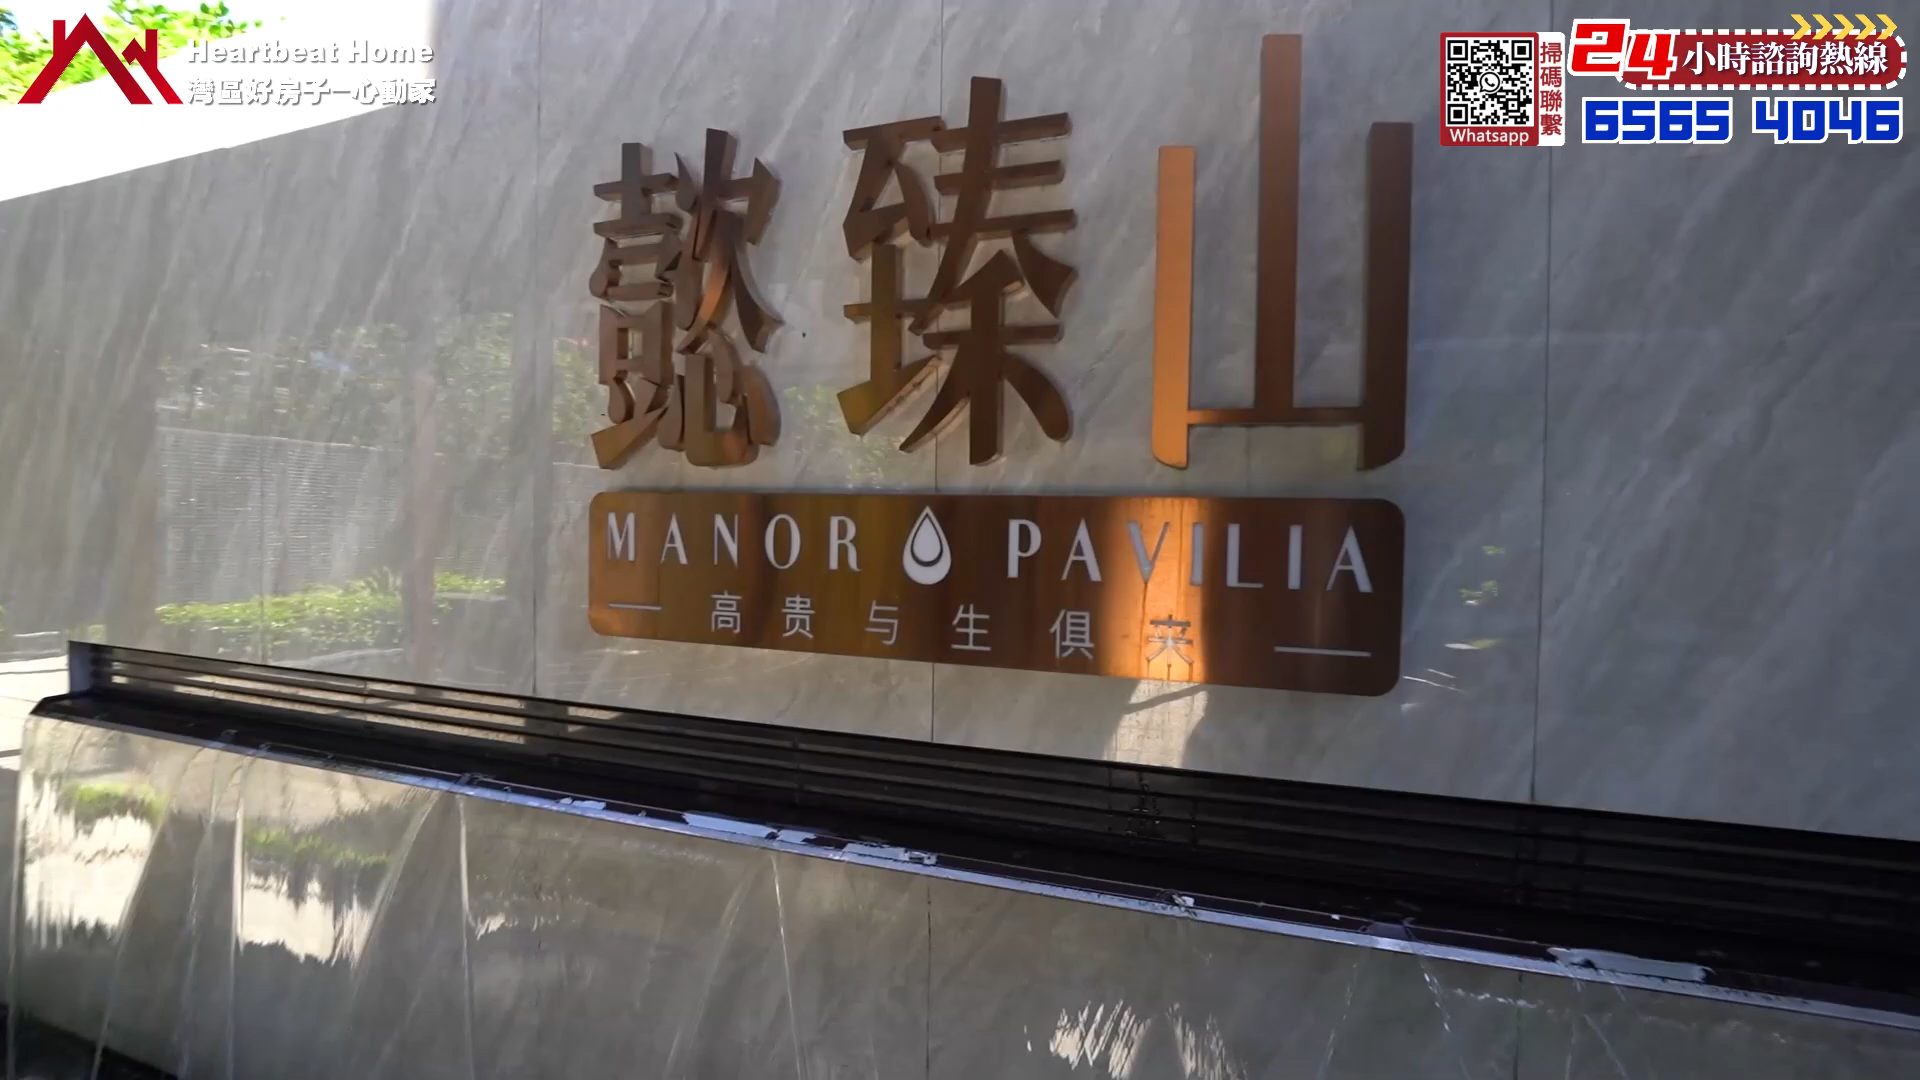 Heartbeat Home
灣區好房子—心動家
掃碼聯繫
Whatsapp
24小時諮詢熱線
6565 4046
懿臻山
MANOR PAVILIA
— 高贵与生俱来 —